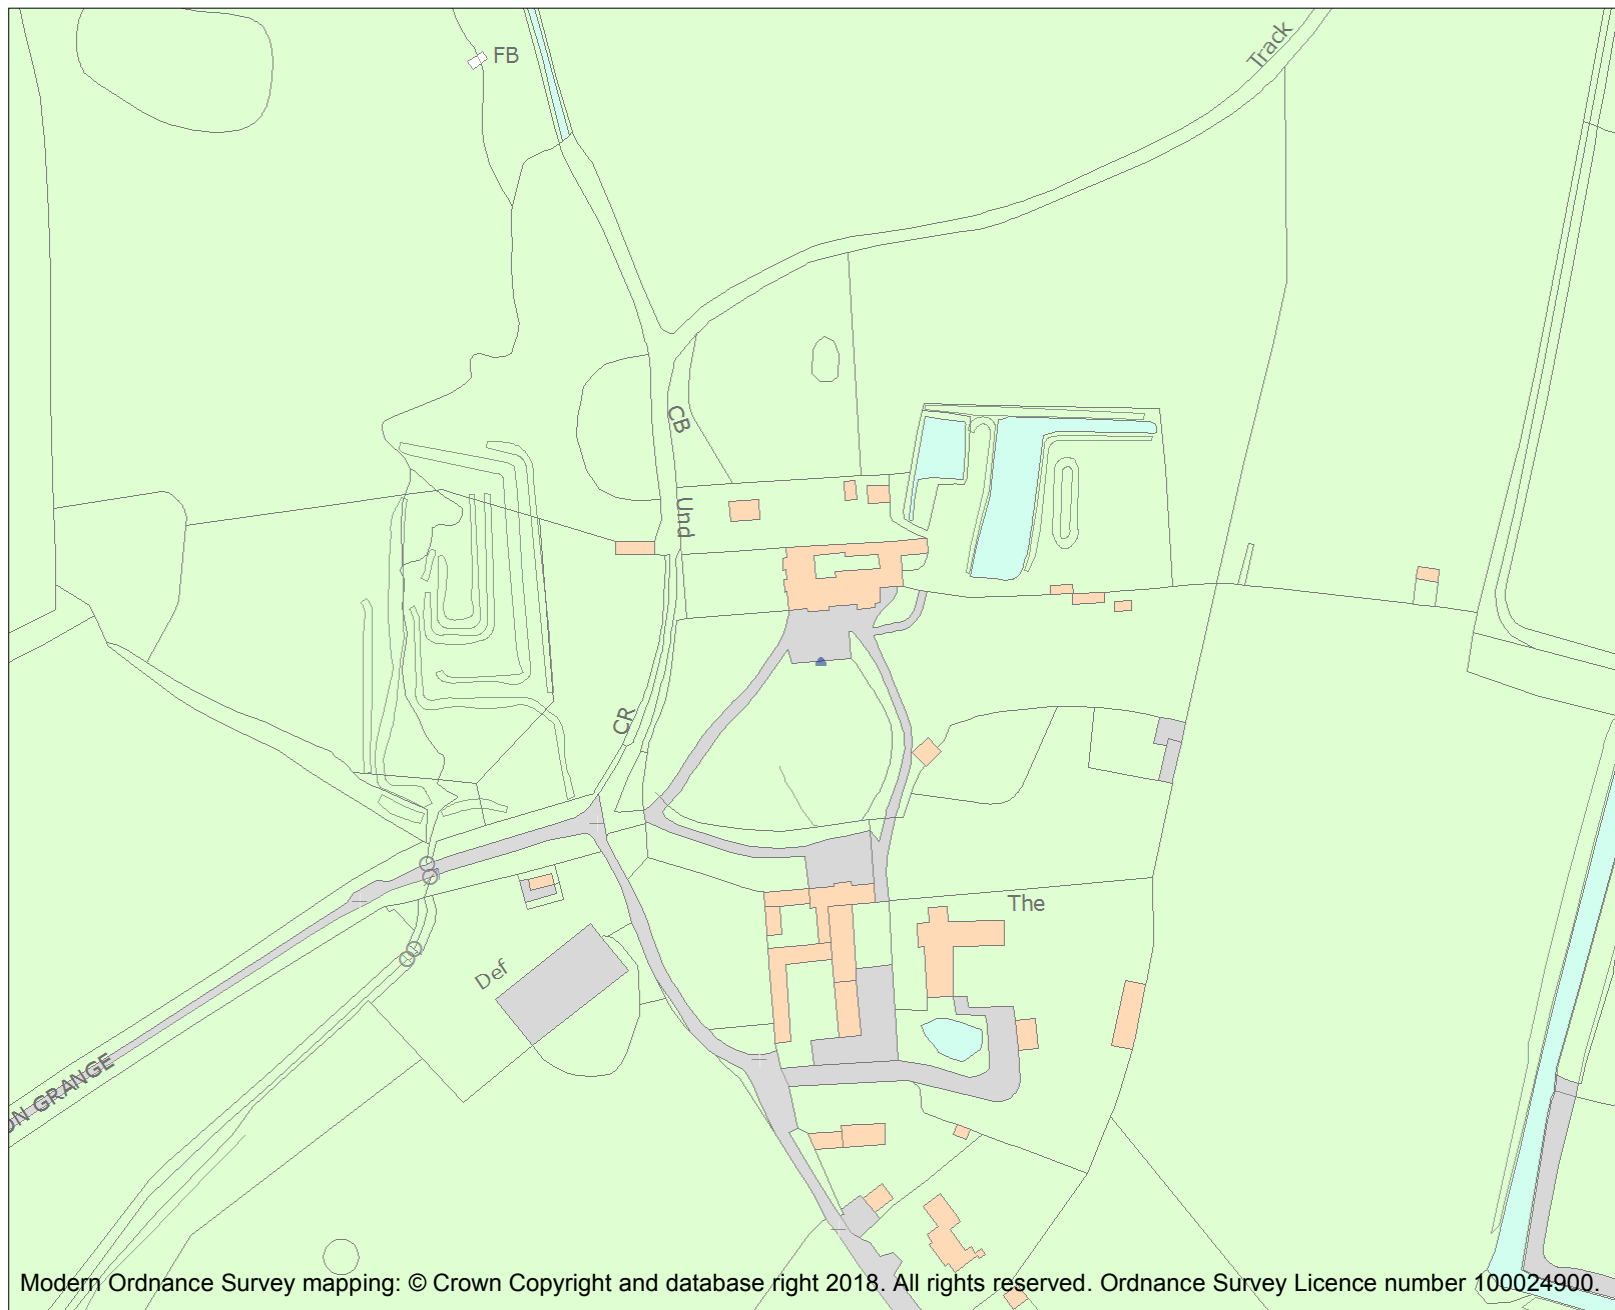 FB
Track
CB
Und
CR
The
Def
ON GRANGE
Modern Ordnance Survey mapping: © Crown Copyright and database right 2018. All rights reserved. Ordnance Survey Licence number 100024900.